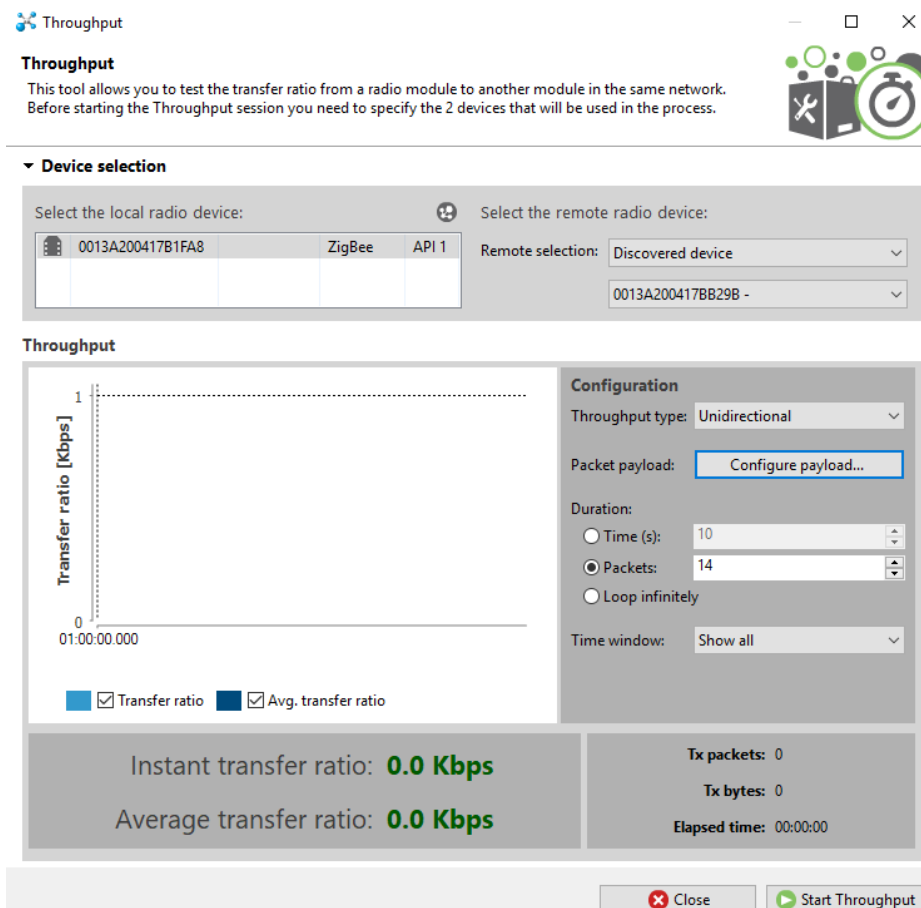 Throughput
Throughput
This tool allows you to test the transfer ratio from a radio module to another module in the same network.
Before starting the Throughput session you need to specify the 2 devices that will be used in the process.
Device selection
Select the local radio device:
0013A200417B1FA8 ZigBee API 1
Select the remote radio device:
Remote selection: Discovered device
0013A200417BB29B -
Throughput
Transfer ratio [Kbps]
1
0
01:00:00.000
Transfer ratio Avg. transfer ratio
Configuration
Throughput type: Unidirectional
Packet payload: Configure payload...
Duration:
Time (s): 10
Packets: 14
Loop infinitely
Time window: Show all
Instant transfer ratio: 0.0 Kbps
Average transfer ratio: 0.0 Kbps
Tx packets: 0
Tx bytes: 0
Elapsed time: 00:00:00
Close Start Throughput